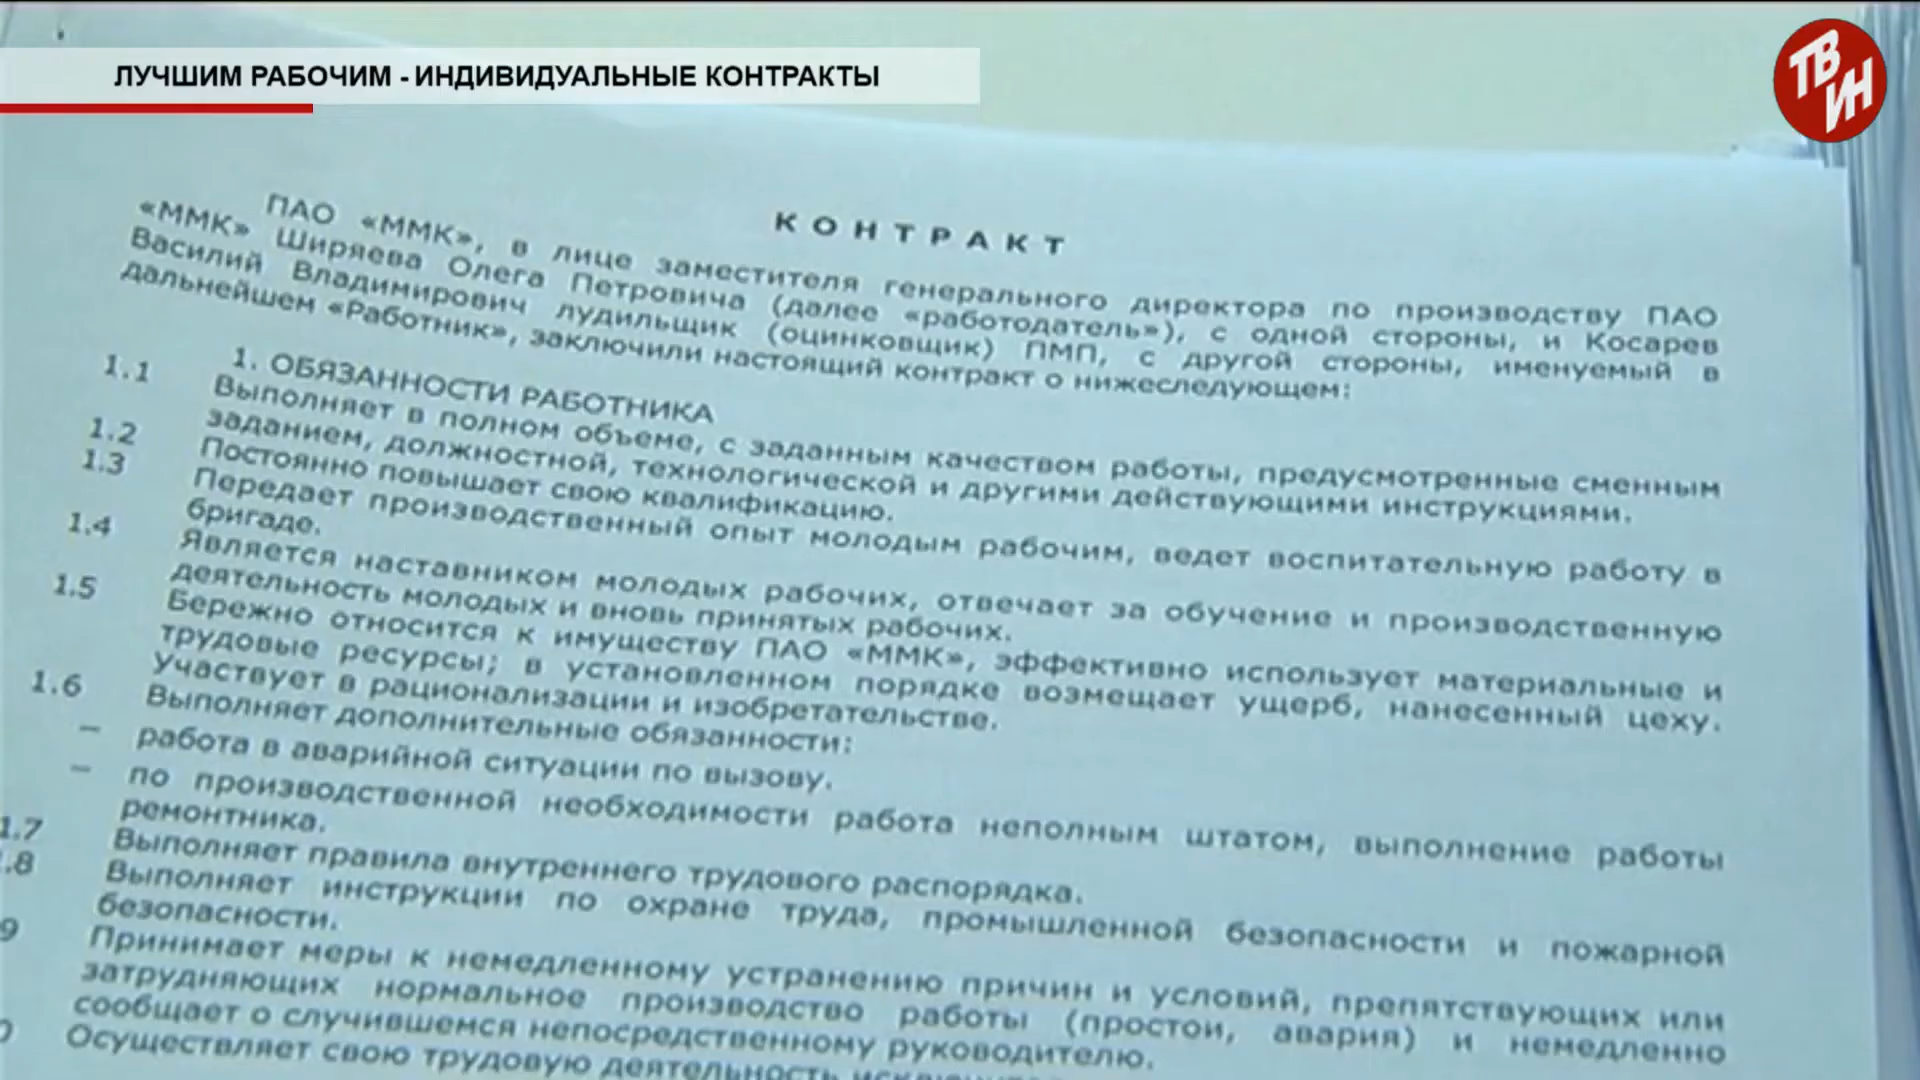 ЛУЧШИМ РАБОЧИМ - ИНДИВИДУАЛЬНЫЕ КОНТРАКТЫ
ТВ
ИН
КОНТРАКТ
ПАО «ММК», в лице заместителя генерального директора по производству ПАО
«ММК» Ширяева Олега Петровича (далее «работодатель»), с одной стороны, и Косарев
Василий Владимирович лудильщик (оцинковщик) ПМП, с другой стороны, именуемый в
дальнейшем «Работник», заключили настоящий контракт о нижеследующем:
1. ОБЯЗАННОСТИ РАБОТНИКА
1.1 Выполняет в полном объеме, с заданным качеством работы, предусмотренные сменным
заданием, должностной, технологической и другими действующими инструкциями.
1.2 Постоянно повышает свою квалификацию.
1.3 Передает производственный опыт молодым рабочим, ведет воспитательную работу в
бригаде.
1.4 Является наставником молодых рабочих, отвечает за обучение и производственную
деятельность молодых и вновь принятых рабочих.
1.5 Бережно относится к имуществу ПАО «ММК», эффективно использует материальные и
трудовые ресурсы; в установленном порядке возмещает ущерб, нанесенный цеху.
Участвует в рационализации и изобретательстве.
1.6 Выполняет дополнительные обязанности:
– работа в аварийной ситуации по вызову.
– по производственной необходимости работа неполным штатом, выполнение работы
ремонтника.
1.7 Выполняет правила внутреннего трудового распорядка.
.8 Выполняет инструкции по охране труда, промышленной безопасности и пожарной
безопасности.
9 Принимает меры к немедленному устранению причин и условий, препятствующих или
затрудняющих нормальное производство работы (простои, авария) и немедленно
сообщает о случившемся непосредственному руководителю.
0 Осуществляет свою трудовую деятельность